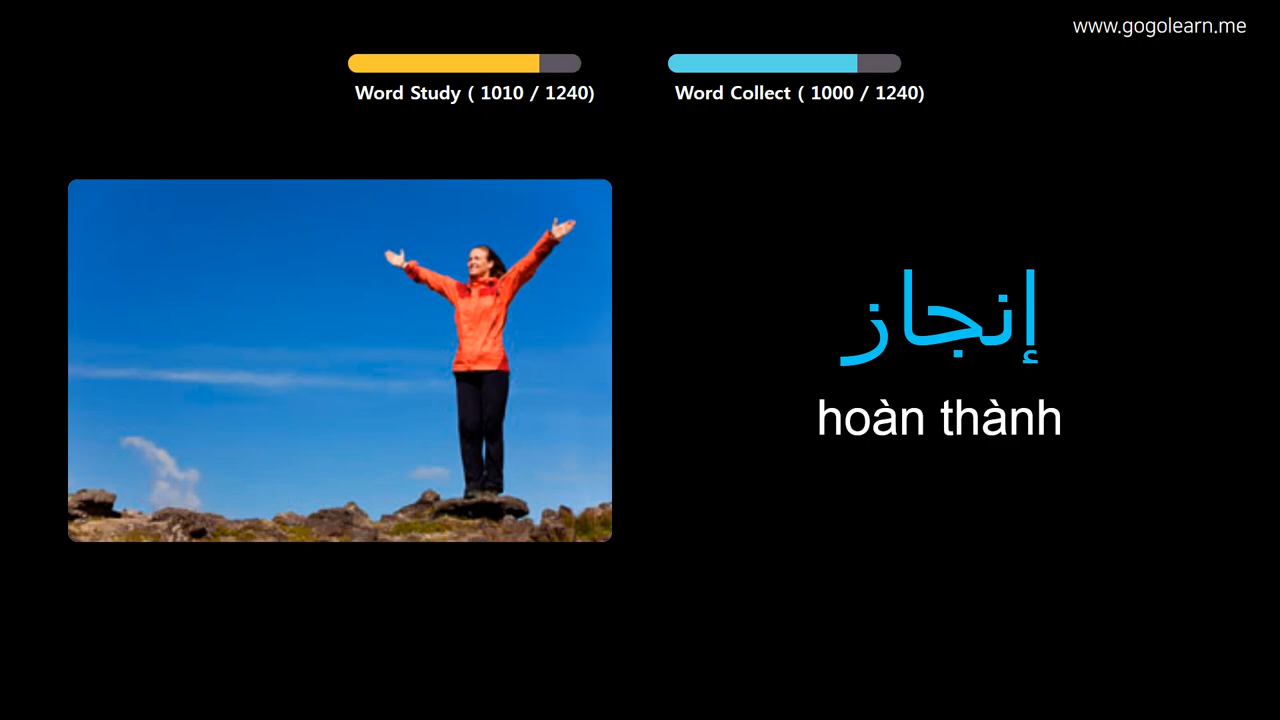 www.gogolearn.me
Word Study ( 1010 / 1240)
Word Collect ( 1000 / 1240)
إنجاز
hoàn thành